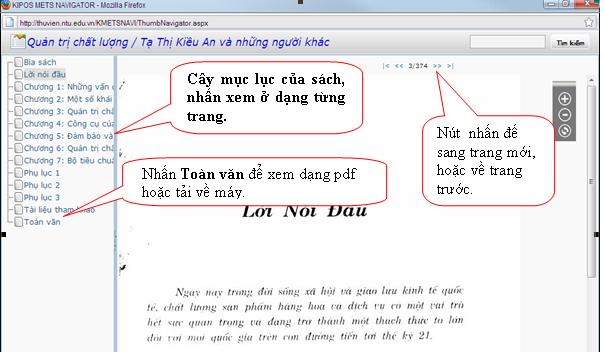 KIPOS METS NAVIGATOR - Mozilla Firefox
http://thuvien.ntu.edu.vn/KMETSNAVI/ThumbNavigator.aspx
Quản trị chất lượng / Tạ Thị Kiều An và những người khác
Tìm kiếm
Bìa sách
Lời nói đầu
Chương 1: Những vấn đ
Chương 2: Một số khái
Chương 3: Quản trị chấ
Chương 4: Công cụ củ
Chương 5: Đảm bảo và
Chương 6: Quản trị chấ
Chương 7: Bộ tiêu chuẩ
Phụ lục 1
Phụ lục 2
Phụ lục 3
Tài liệu tham khảo
Toàn văn
|< << 3/374 >> >|
Cây mục lục của sách,
nhấn xem ở dạng từng
trang.
Nút nhấn để
sang trang mới,
hoặc về trang
trước.
Nhấn Toàn văn để xem dạng pdf
hoặc tải về máy.
Lời Nói Đầu
Ngay nay trong đời sống xã hội và giao lưu kinh tế quốc
tế, chất lượng sản phẩm hàng hoa và dịch vụ co một vai trò
hết sức quan trọng và đang trở thành một thach thưc to lớn
đối với mọi quốc gia trên con đường tiến tới thế kỷ 21.